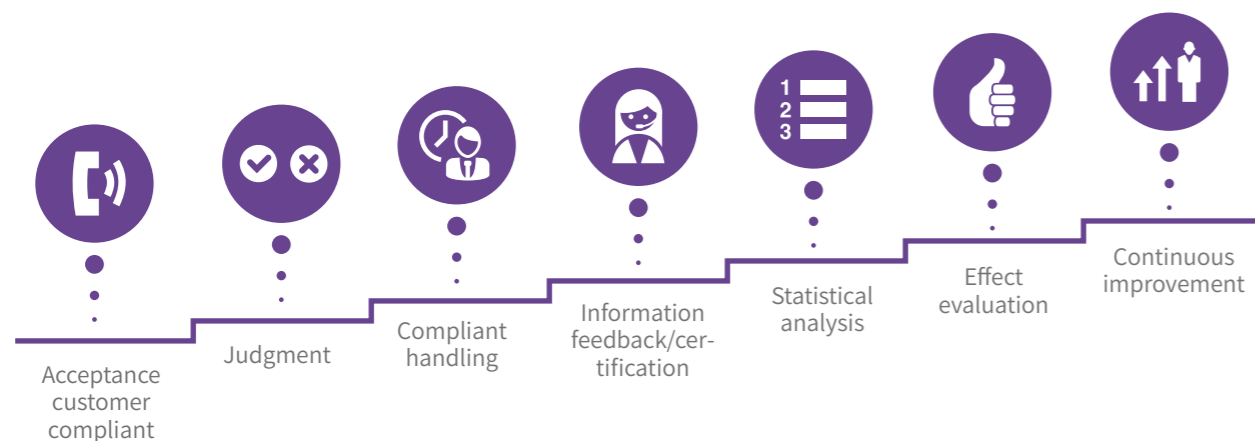 1
2
3
Acceptance
customer
compliant
Judgment
Compliant
handling
Information
feedback/cer-
tification
Statistical
analysis
Effect
evaluation
Continuous
improvement